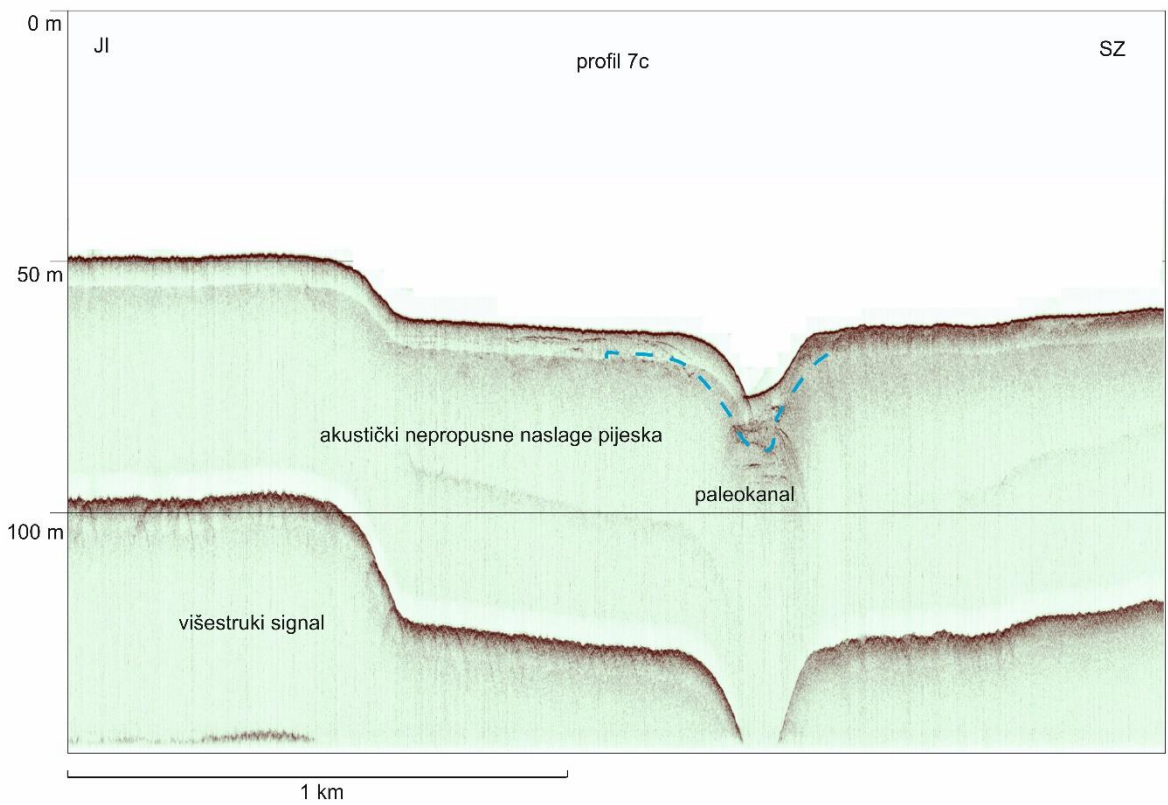 0 m
JI
SZ
profil 7c
50 m
akustički nepropusne naslage pijeska
paleokanal
100 m
višestruki signal
1 km